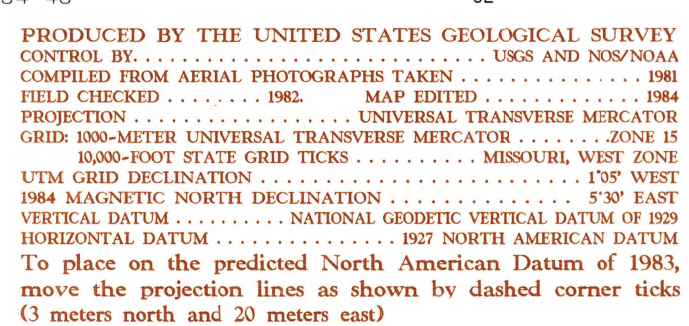 PRODUCED BY THE UNITED STATES GEOLOGICAL SURVEY
CONTROL BY. . . . . . . . . . . . . . . . . . . . . . . . . . . . . . . . . . . USGS AND NOS/NOAA
COMPILED FROM AERIAL PHOTOGRAPHS TAKEN . . . . . . . . . . . . . . . . . 1981
FIELD CHECKED . . . . . . . . 1982. MAP EDITED . . . . . . . . . . . . . . 1984
PROJECTION . . . . . . . . . . . . . . . . . . . . UNIVERSAL TRANSVERSE MERCATOR
GRID: 1000-METER UNIVERSAL TRANSVERSE MERCATOR . . . . . . . .ZONE 15
10,000-FOOT STATE GRID TICKS . . . . . . . . . . MISSOURI, WEST ZONE
UTM GRID DECLINATION . . . . . . . . . . . . . . . . . . . . . . . . . . . 1°05' WEST
1984 MAGNETIC NORTH DECLINATION . . . . . . . . . . . . . . . 5°30' EAST
VERTICAL DATUM . . . . . . . . . . NATIONAL GEODETIC VERTICAL DATUM OF 1929
HORIZONTAL DATUM . . . . . . . . . . . . . . . . 1927 NORTH AMERICAN DATUM
To place on the predicted North American Datum of 1983,
move the projection lines as shown by dashed corner ticks
(3 meters north and 20 meters east)